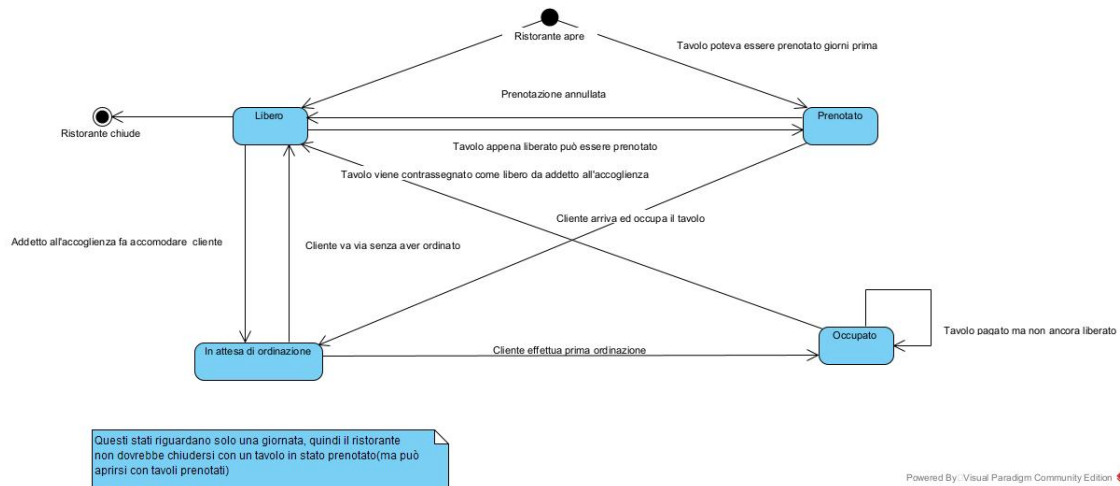 Ristorante apre
Tavolo poteva essere prenotato giorni prima
Prenotazione annullata
Libero
Prenotato
Ristorante chiude
Tavolo appena liberato può essere prenotato
Tavolo viene contrassegnato come libero da addetto all'accoglienza
Cliente arriva ed occupa il tavolo
Addetto all'accoglienza fa accomodare cliente
Cliente va via senza aver ordinato
Occupato
Tavolo pagato ma non ancora liberato
In attesa di ordinazione
Cliente effettua prima ordinazione
Questi stati riguardano solo una giornata, quindi il ristorante
non dovrebbe chiudersi con un tavolo in stato prenotato(ma può
aprirsi con tavoli prenotati)
Powered By Visual Paradigm Community Edition